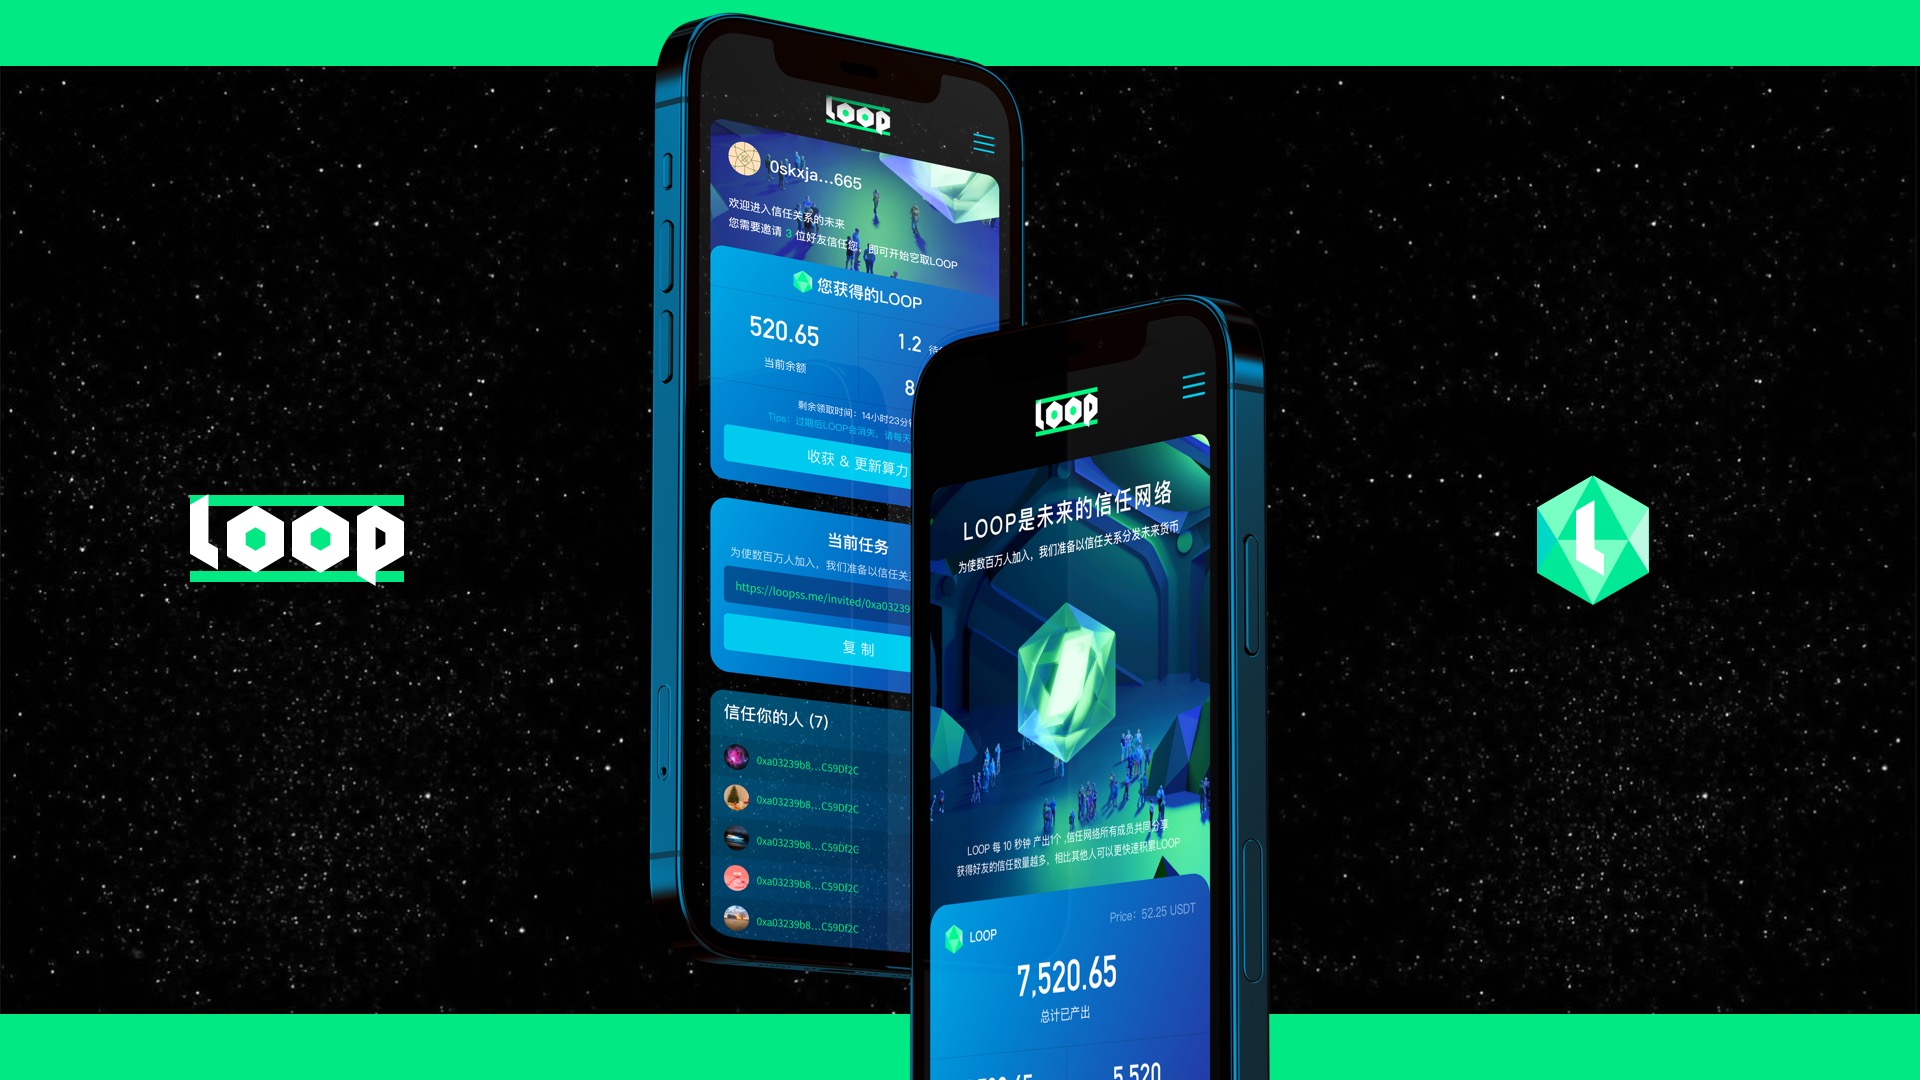 LOOP
LOOP
0skxja...665
欢迎进入信任关系的未来
您需要邀请 3 位好友信任您，即可开始空取LOOP
您获得的LOOP
520.65
当前余额
1.2
8
剩余领取时间：14小时23分
Tips：过期后LOOP会消失，请每天
收获 & 更新算力
当前任务
为使数百万人加入，我们准备以信任关
https://loopss.me/invited/0xa03239
复 制
信任你的人 (7)
0xa03239b8...C59Df2C
0xa03239b8...C59Df2C
0xa03239b8...C59Df2C
0xa03239b8...C59Df2C
0xa03239b8...C59Df2C
LOOP
LOOP是未来的信任网络
为使数百万人加入，我们准备以信任关系分发未来货币
LOOP 每 10 秒钟 产出1个 ,信任网络所有成员共同分享
获得好友的信任数量越多，相比其他人可以更快速积累LOOP
Price：52.25 USDT
LOOP
7,520.65
总计已产出
5,520
L